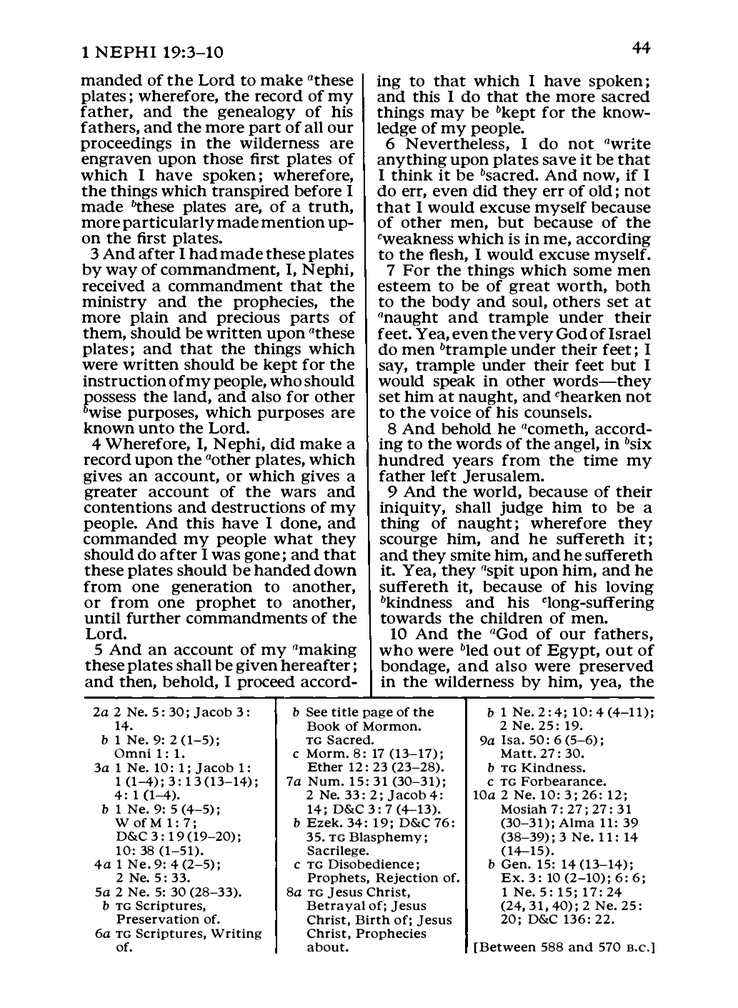 1 NEPHI 19:3–10
44
manded of the Lord to make ᵃthese
plates; wherefore, the record of my
father, and the genealogy of his
fathers, and the more part of all our
proceedings in the wilderness are
engraven upon those first plates of
which I have spoken; wherefore,
the things which transpired before I
made ᵇthese plates are, of a truth,
more particularly made mention up-
on the first plates.
3 And after I had made these plates
by way of commandment, I, Nephi,
received a commandment that the
ministry and the prophecies, the
more plain and precious parts of
them, should be written upon ᵃthese
plates; and that the things which
were written should be kept for the
instruction of my people, who should
possess the land, and also for other
ᵇwise purposes, which purposes are
known unto the Lord.
4 Wherefore, I, Nephi, did make a
record upon the ᵃother plates, which
gives an account, or which gives a
greater account of the wars and
contentions and destructions of my
people. And this have I done, and
commanded my people what they
should do after I was gone; and that
these plates should be handed down
from one generation to another,
or from one prophet to another,
until further commandments of the
Lord.
5 And an account of my ᵃmaking
these plates shall be given hereafter;
and then, behold, I proceed accord-
ing to that which I have spoken;
and this I do that the more sacred
things may be ᵇkept for the know-
ledge of my people.
6 Nevertheless, I do not ᵃwrite
anything upon plates save it be that
I think it be ᵇsacred. And now, if I
do err, even did they err of old; not
that I would excuse myself because
of other men, but because of the
ᶜweakness which is in me, according
to the flesh, I would excuse myself.
7 For the things which some men
esteem to be of great worth, both
to the body and soul, others set at
ᵃnaught and trample under their
feet. Yea, even the very God of Israel
do men ᵇtrample under their feet; I
say, trample under their feet but I
would speak in other words—they
set him at naught, and ᶜhearken not
to the voice of his counsels.
8 And behold he ᵃcometh, accord-
ing to the words of the angel, in ᵇsix
hundred years from the time my
father left Jerusalem.
9 And the world, because of their
iniquity, shall judge him to be a
thing of naught; wherefore they
scourge him, and he suffereth it;
and they smite him, and he suffereth
it. Yea, they ᵃspit upon him, and he
suffereth it, because of his loving
ᵇkindness and his ᶜlong-suffering
towards the children of men.
10 And the ᵃGod of our fathers,
who were ᵇled out of Egypt, out of
bondage, and also were preserved
in the wilderness by him, yea, the
2a 2 Ne. 5:30; Jacob 3:
14.
b 1 Ne. 9:2 (1–5);
Omni 1:1.
3a 1 Ne. 10:1; Jacob 1:
1 (1–4); 3:13 (13–14);
4:1 (1–4).
b 1 Ne. 9:5 (4–5);
W of M 1:7;
D&C 3:19 (19–20);
10:38 (1–51).
4a 1 Ne. 9:4 (2–5);
2 Ne. 5:33.
5a 2 Ne. 5:30 (28–33).
b TG Scriptures,
Preservation of.
6a TG Scriptures, Writing
of.
b See title page of the
Book of Mormon.
TG Sacred.
c Morm. 8:17 (13–17);
Ether 12:23 (23–28).
7a Num. 15:31 (30–31);
2 Ne. 33:2; Jacob 4:
14; D&C 3:7 (4–13).
b Ezek. 34:19; D&C 76:
35. TG Blasphemy;
Sacrilege.
c TG Disobedience;
Prophets, Rejection of.
8a TG Jesus Christ,
Betrayal of; Jesus
Christ, Birth of; Jesus
Christ, Prophecies
about.
b 1 Ne. 2:4; 10:4 (4–11);
2 Ne. 25:19.
9a Isa. 50:6 (5–6);
Matt. 27:30.
b TG Kindness.
c TG Forbearance.
10a 2 Ne. 10:3; 26:12;
Mosiah 7:27; 27:31
(30–31); Alma 11:39
(38–39); 3 Ne. 11:14
(14–15).
b Gen. 15:14 (13–14);
Ex. 3:10 (2–10); 6:6;
1 Ne. 5:15; 17:24
(24, 31, 40); 2 Ne. 25:
20; D&C 136:22.
[Between 588 and 570 B.C.]